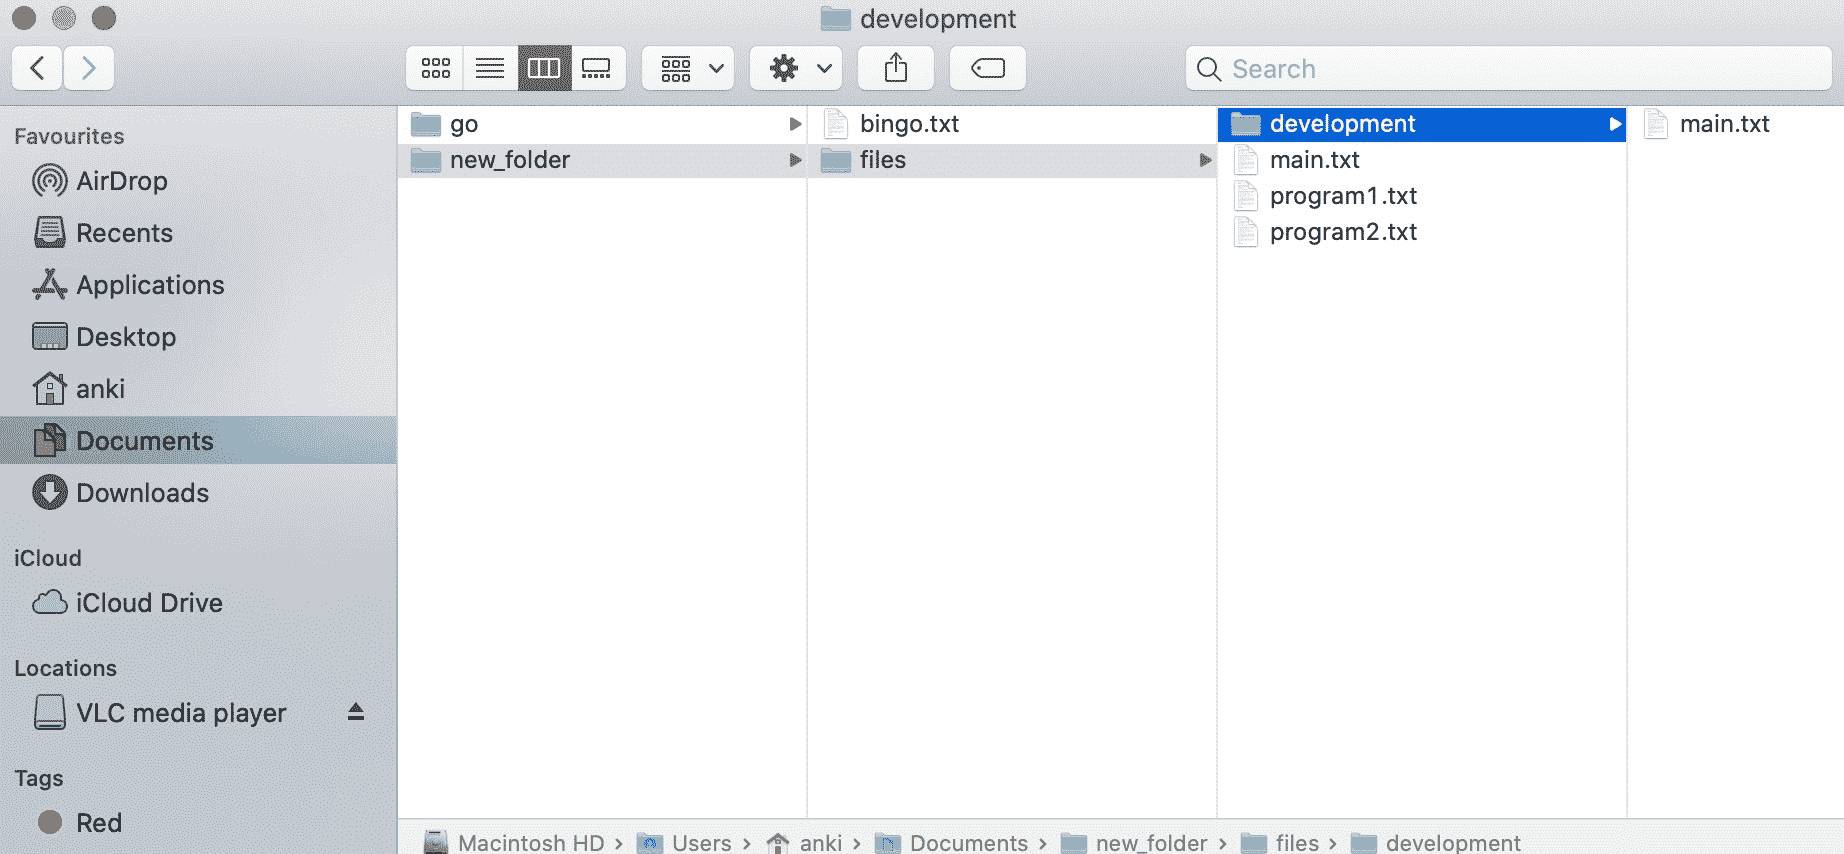 development
Search
Favourites
AirDrop
Recents
Applications
Desktop
anki
Documents
Downloads
iCloud
iCloud Drive
Locations
VLC media player
Tags
Red
go
new_folder
bingo.txt
files
development
main.txt
program1.txt
program2.txt
main.txt
Macintosh HD › Users › anki › Documents › new_folder › files › development